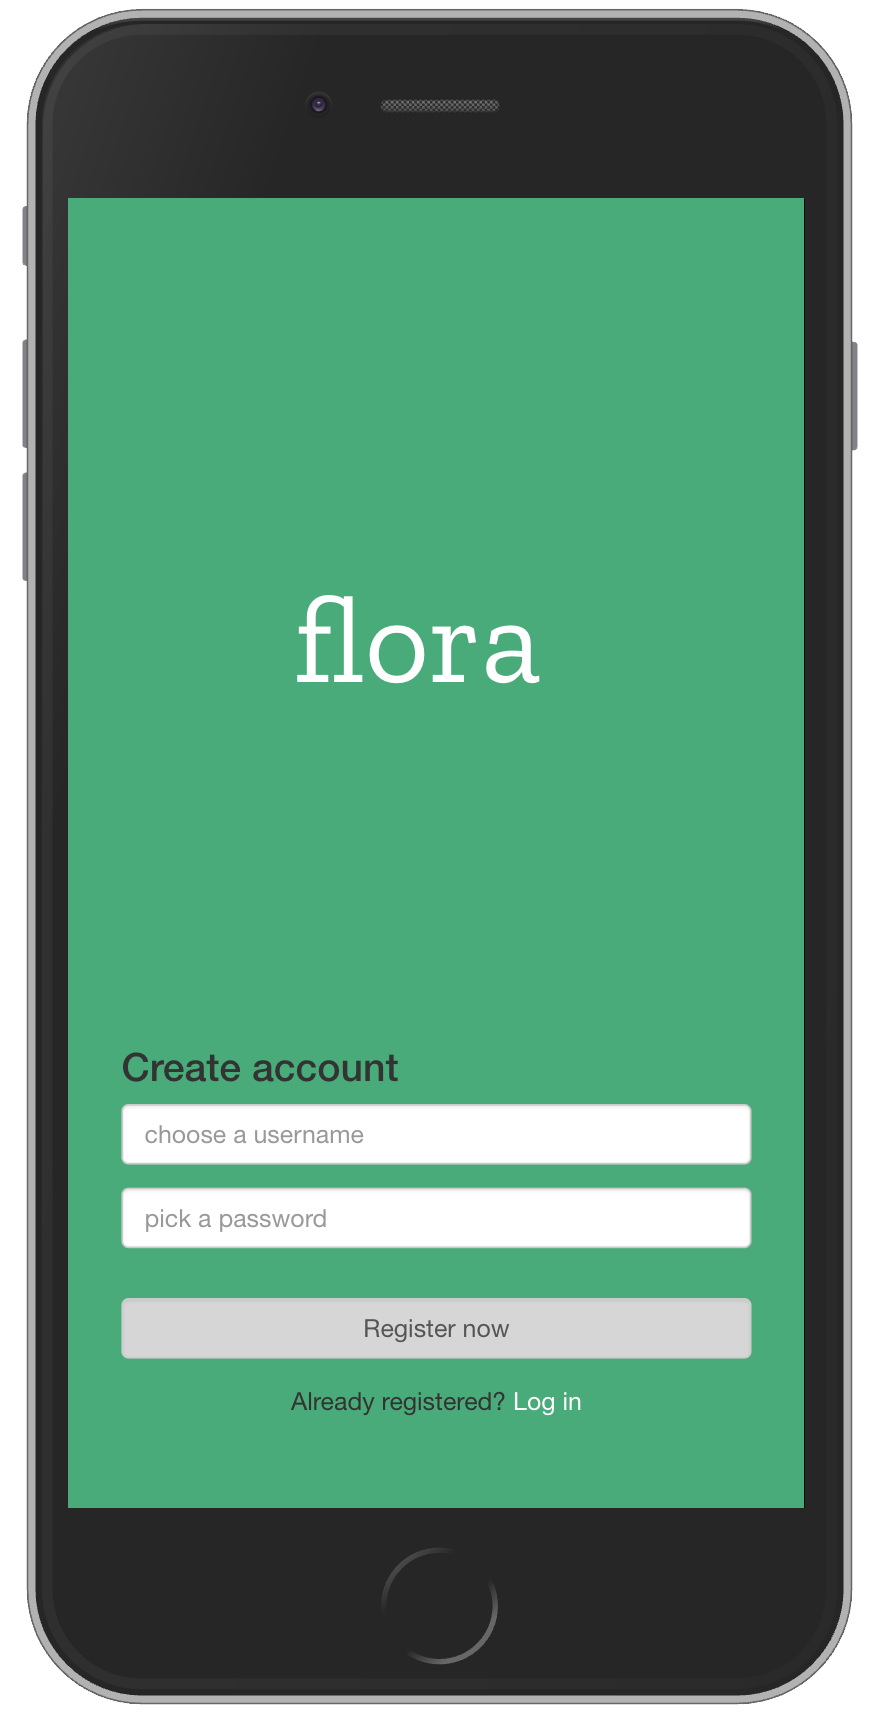 flora
Create account
choose a username
pick a password
Register now
Already registered? Log in